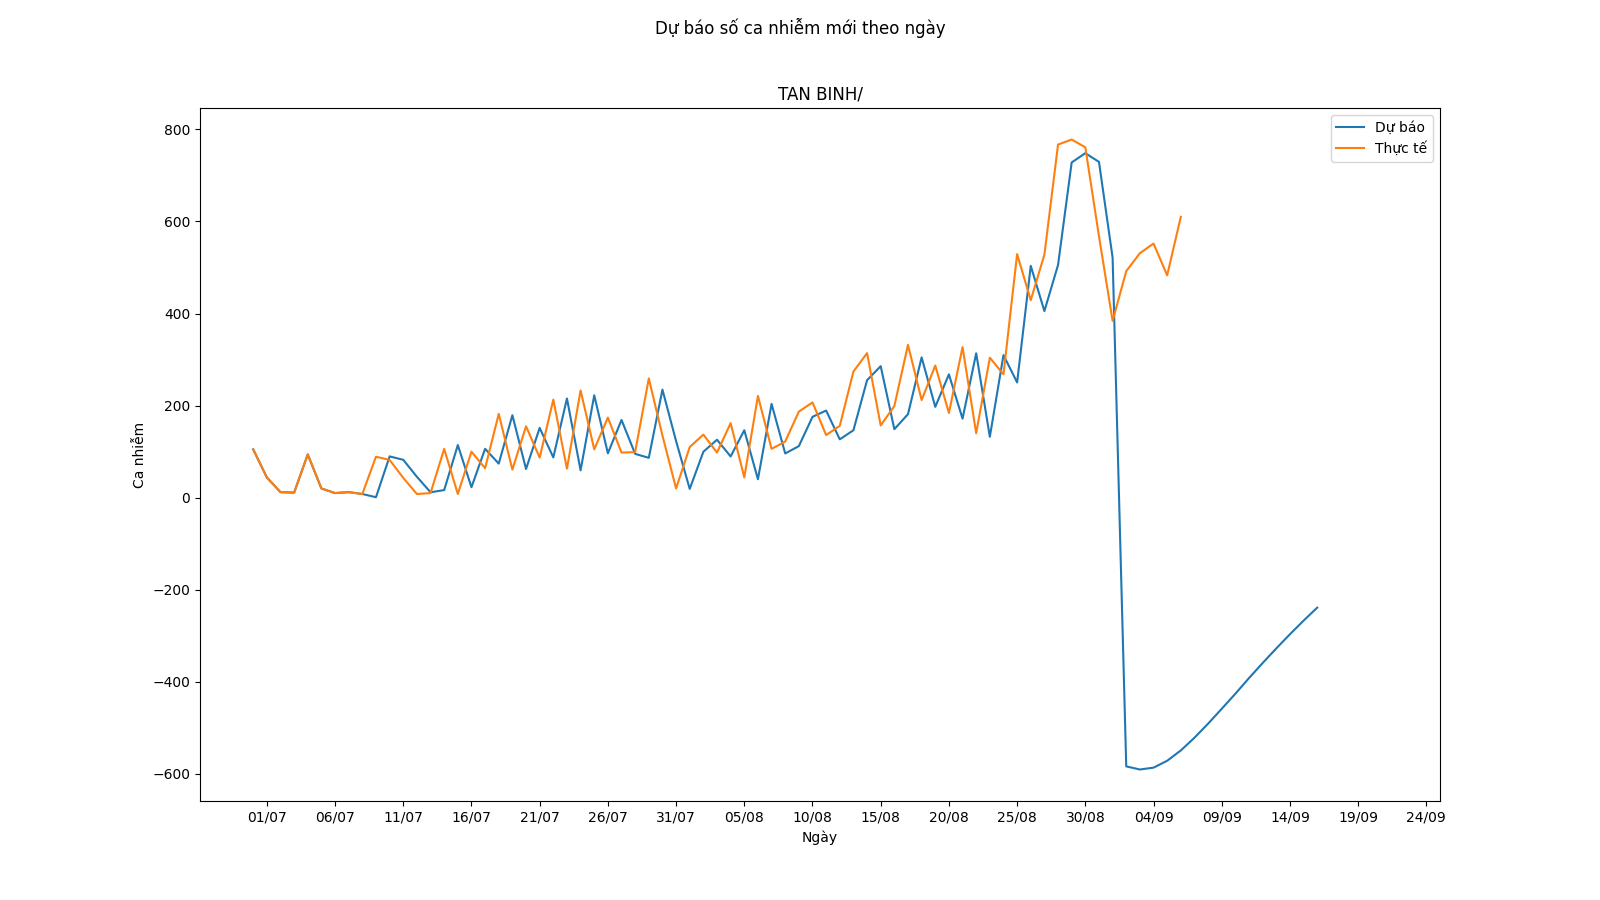 Dự báo số ca nhiễm mới theo ngày
TAN BINH/
Dự báo
Thực tế
800
600
400
200
0
−200
−400
−600
Ca nhiễm
01/07 06/07 11/07 16/07 21/07 26/07 31/07 05/08 10/08 15/08 20/08 25/08 30/08 04/09 09/09 14/09 19/09 24/09
Ngày